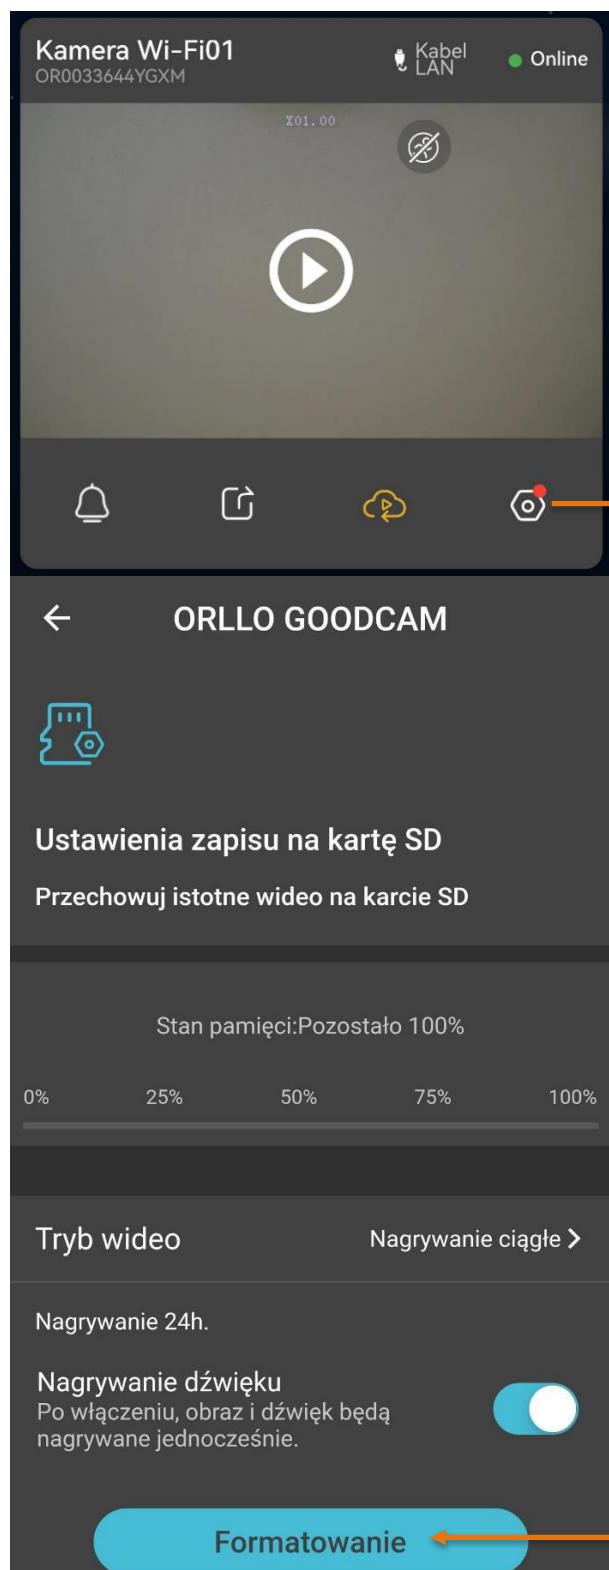 Kamera Wi-Fi01
OR0033644YGXM
Kabel
LAN
Online
X01.00
ORLLO GOODCAM
Ustawienia zapisu na kartę SD
Przechowuj istotne wideo na karcie SD
Stan pamięci:Pozostało 100%
0% 25% 50% 75% 100%
Tryb wideo Nagrywanie ciągłe
Nagrywanie 24h.
Nagrywanie dźwięku
Po włączeniu, obraz i dźwięk będą
nagrywane jednocześnie.
Formatowanie